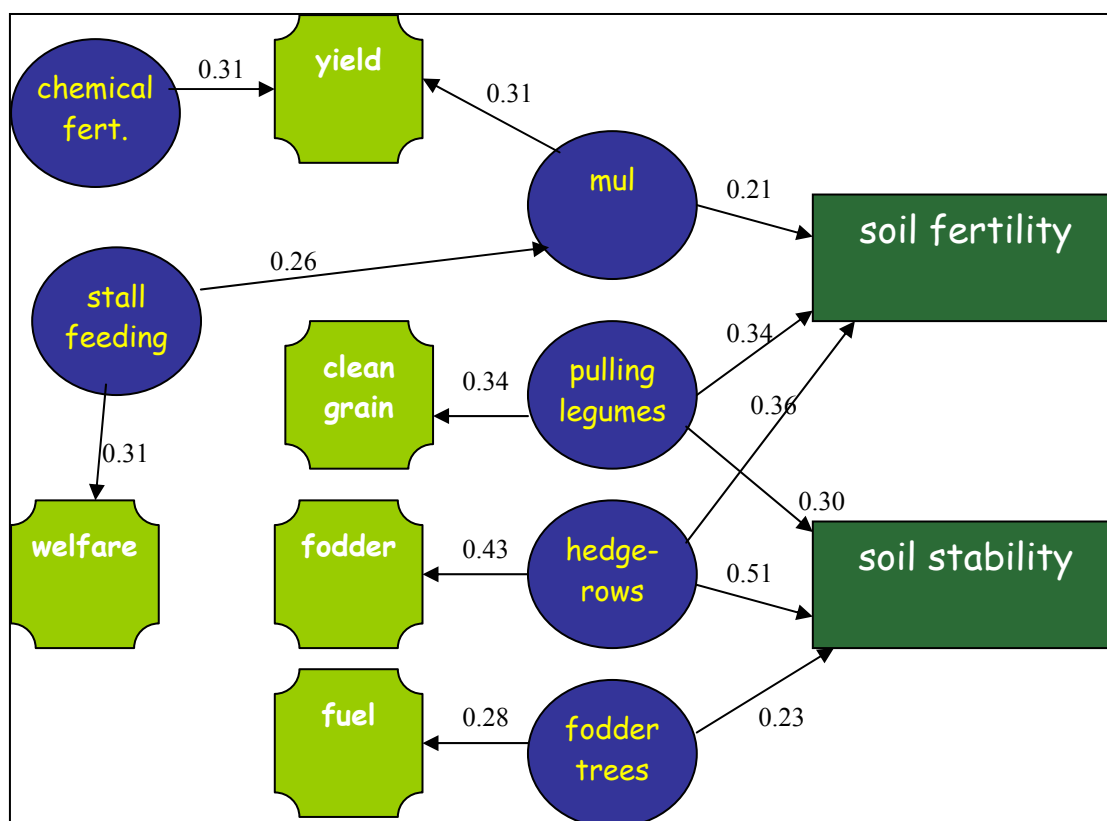 chemical
fert.
0.31
yield
0.31
mul
0.21
soil fertility
stall
feeding
0.26
0.31
welfare
clean
grain
0.34
pulling
legumes
0.34
0.36
0.30
fodder
0.43
hedge-
rows
0.51
soil stability
fuel
0.28
fodder
trees
0.23